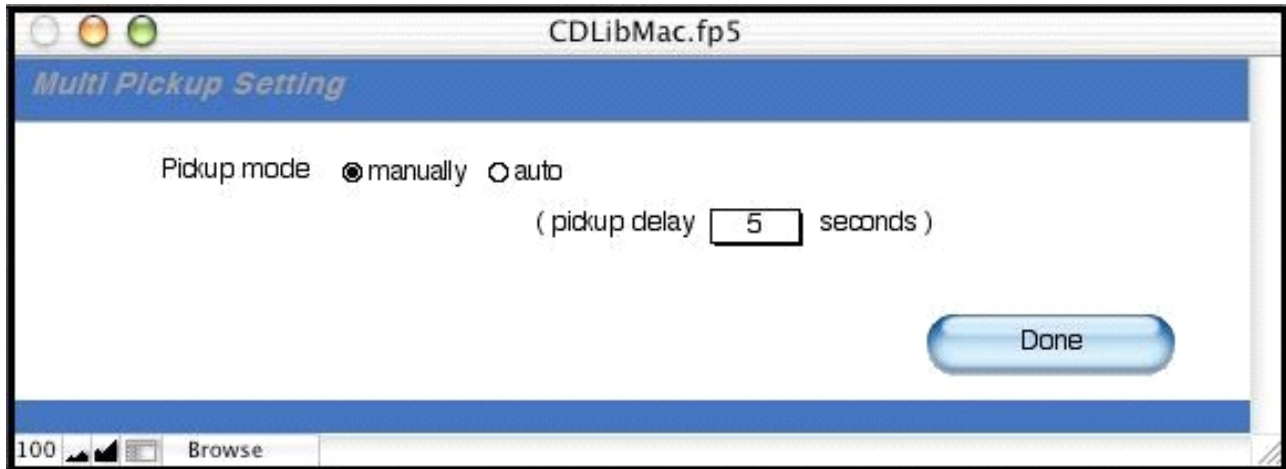 CDLibMac.fp5
Multi Pickup Setting
Pickup mode manually auto
( pickup delay 5 seconds )
Done
100 Browse